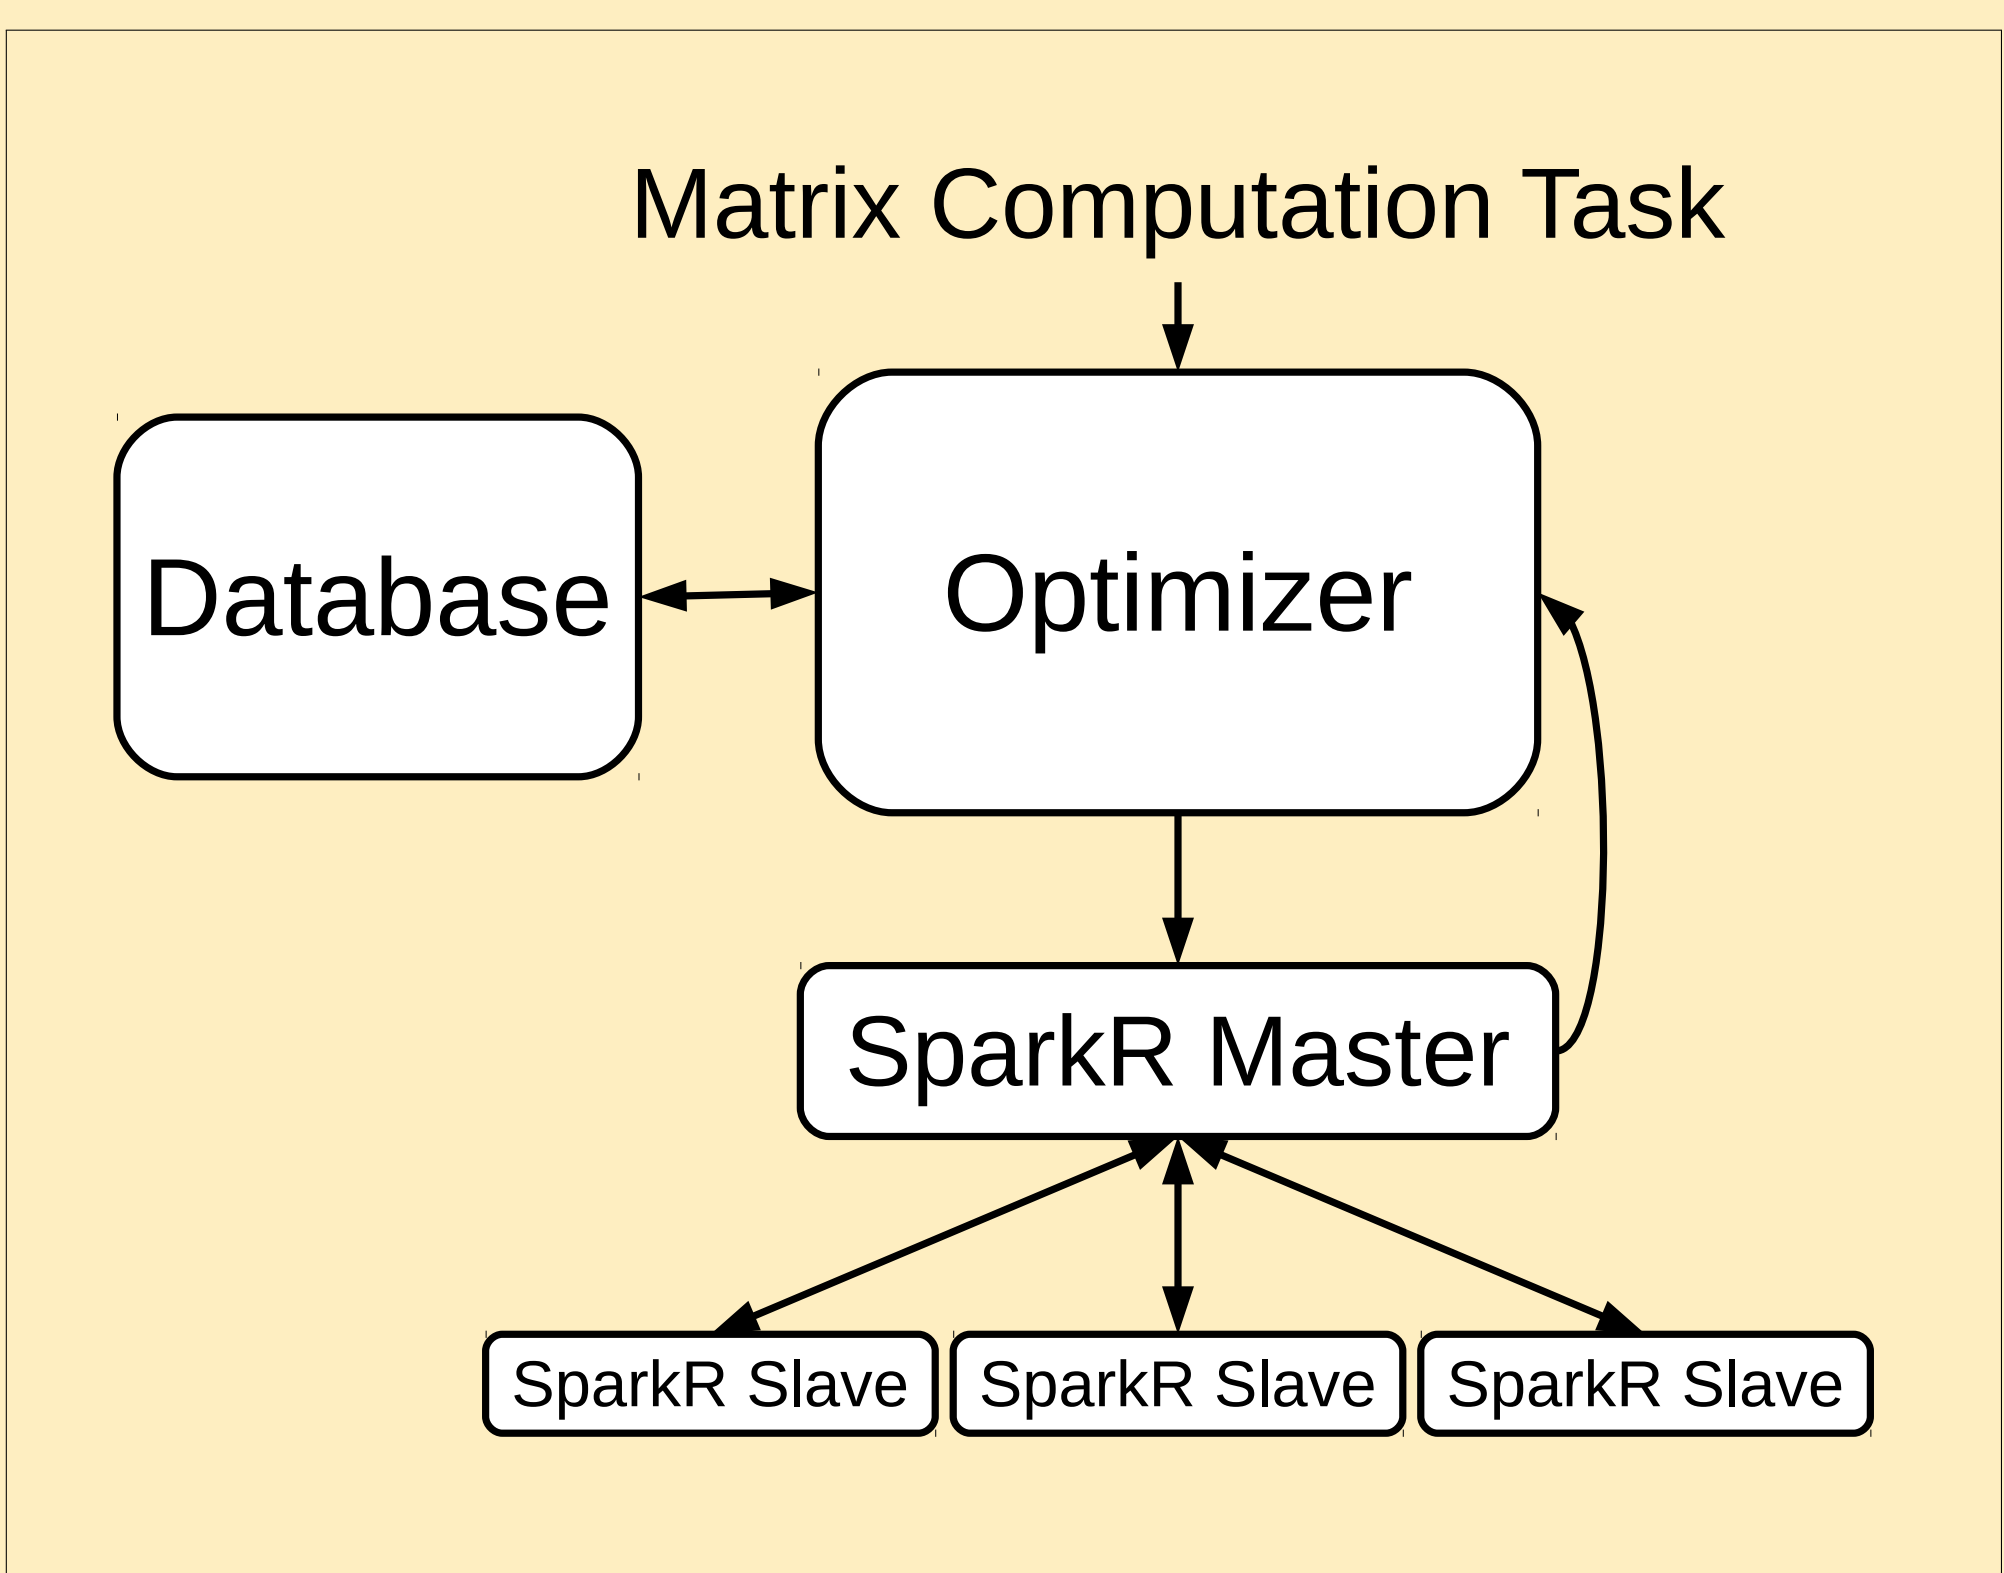 Matrix Computation Task
Database
Optimizer
SparkR Master
SparkR Slave
SparkR Slave
SparkR Slave